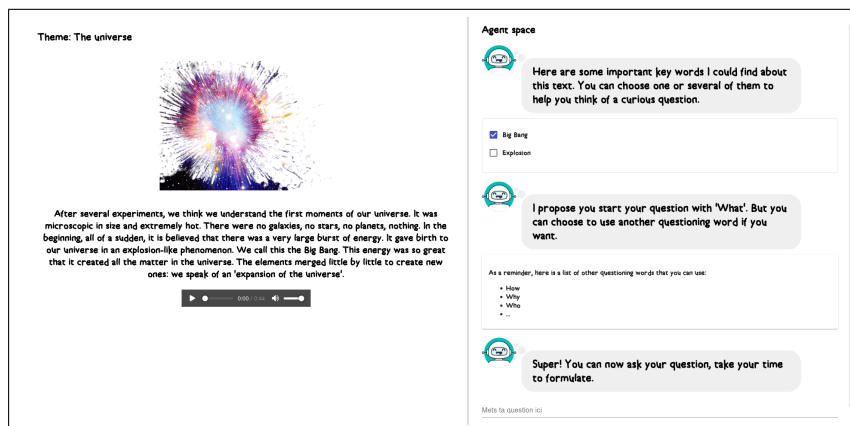 Theme: The universe
After several experiments, we think we understand the first moments of our universe. It was
microscopic in size and extremely hot. There were no galaxies, no stars, no planets, nothing. In the
beginning, all of a sudden, it is believed that there was a very large burst of energy. It gave birth to
our universe in an explosion-like phenomenon. We call this the Big Bang. This energy was so great
that it created all the matter in the universe. The elements merged little by little to create new
ones: we speak of an 'expansion of the universe'.
0:00 / 0:44
Agent space
Here are some important key words I could find about
this text. You can choose one or several of them to
help you think of a curious question.
Big Bang
Explosion
I propose you start your question with 'What'. But you
can choose to use another questioning word if you
want.
As a reminder, here is a list of other questioning words that you can use:
• How
• Why
• Who
• ...
Super! You can now ask your question, take your time
to formulate.
Mets ta question ici